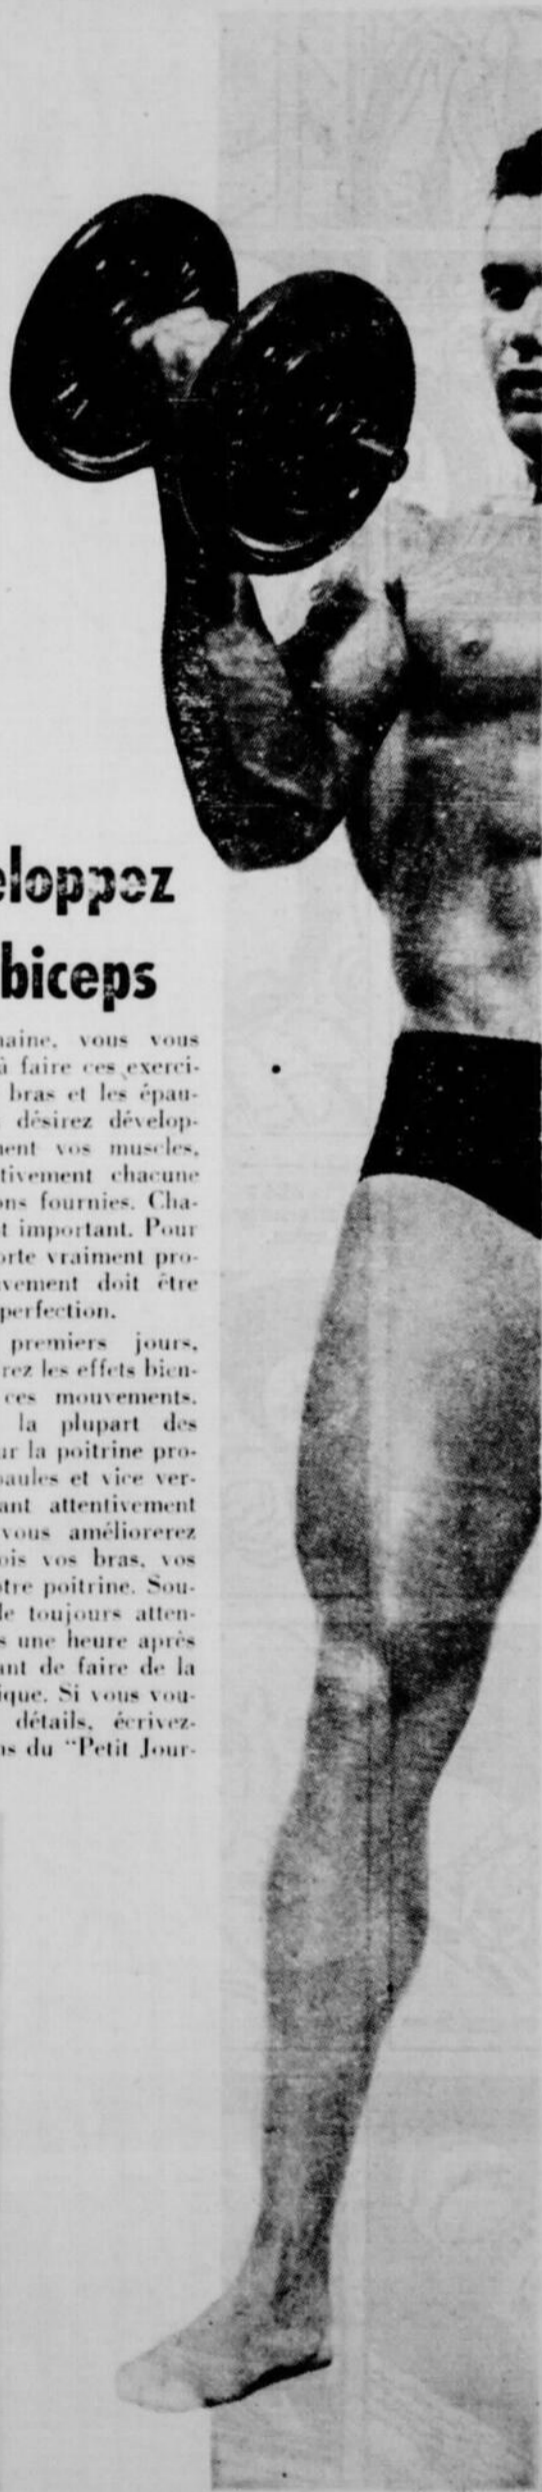 eloppez
biceps
naine, vous vous
à faire ces exerci-
bras et les épau-
désirez dévelop-
ment vos muscles,
tivement chacune
ons fournies. Cha-
t important. Pour
orte vraiment pro-
vement doit être
perfection.
premiers jours,
rez les effets bien-
ces mouvements.
la plupart des
ur la poitrine pro-
paules et vice ver-
ant attentivement
vous améliorerez
ois vos bras, vos
otre poitrine. Sou-
le toujours atten-
s une heure après
ant de faire de la
ique. Si vous vou-
détails, écrivez-
ns du "Petit Jour-